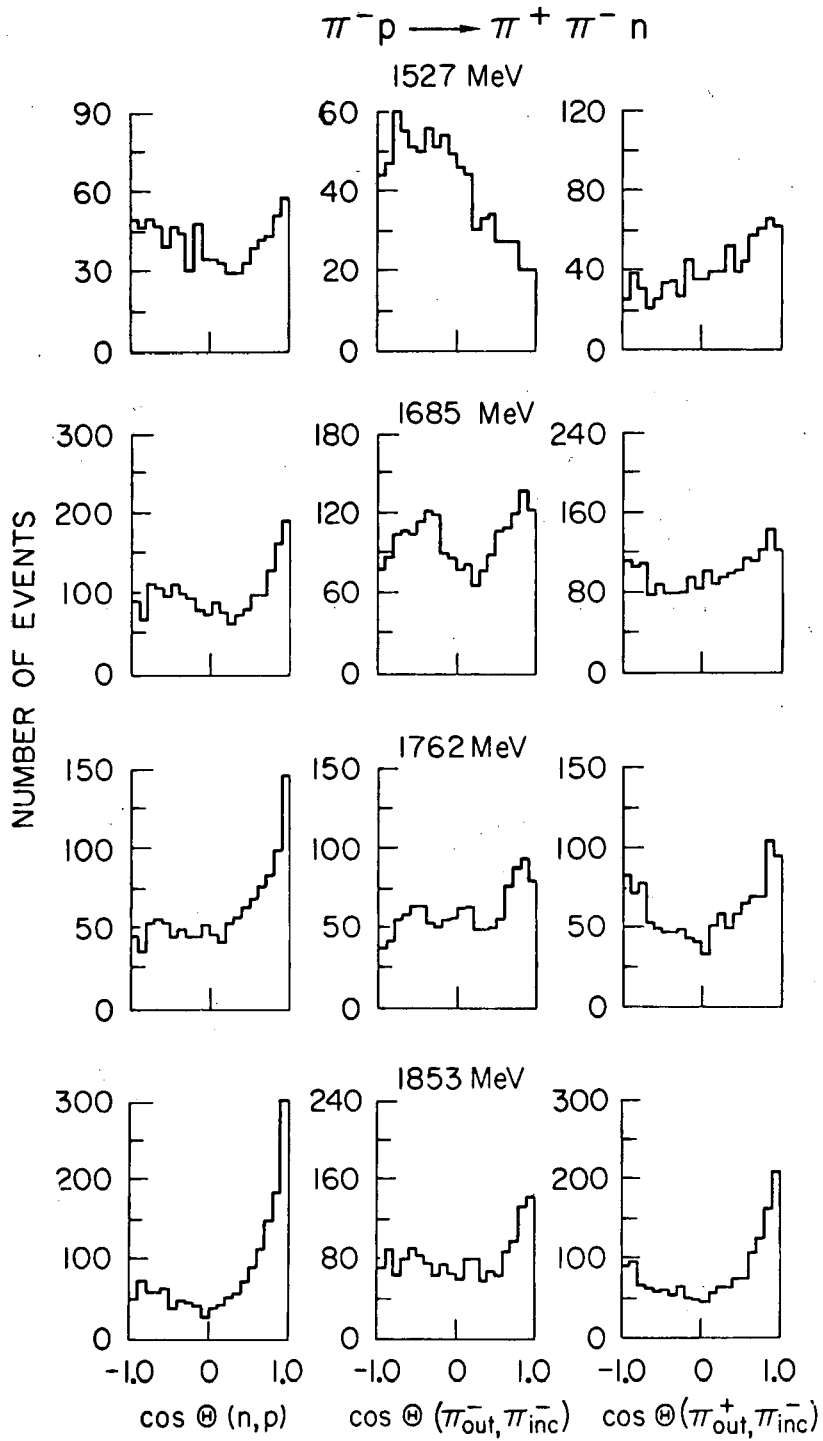 π⁻p ⟶ π⁺ π⁻ n
1527 MeV
90 60 120
60 40 80
30 20 40
0 0 0
1685 MeV
300 180 240
200 120 160
100 60 80
0 0 0
NUMBER OF EVENTS
1762 MeV
150 150 150
100 100 100
50 50 50
0 0 0
1853 MeV
300 240 300
200 160 200
100 80 100
0 0 0
-1.0 0 1.0 -1.0 0 1.0 -1.0 0 1.0
cos Θ (n,p) cos Θ (π⁻out, π⁻inc) cos Θ (π⁺out, π⁻inc)